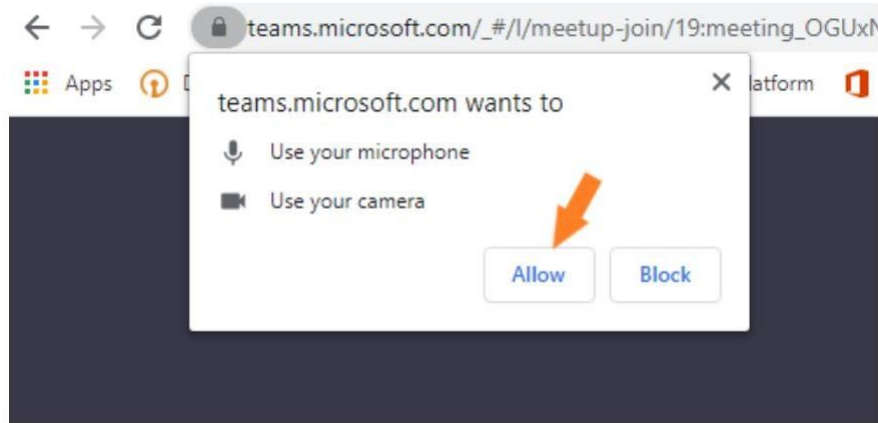 teams.microsoft.com/_#/l/meetup-join/19:meeting_OGUx
Apps
latform
teams.microsoft.com wants to
Use your microphone
Use your camera
Allow Block